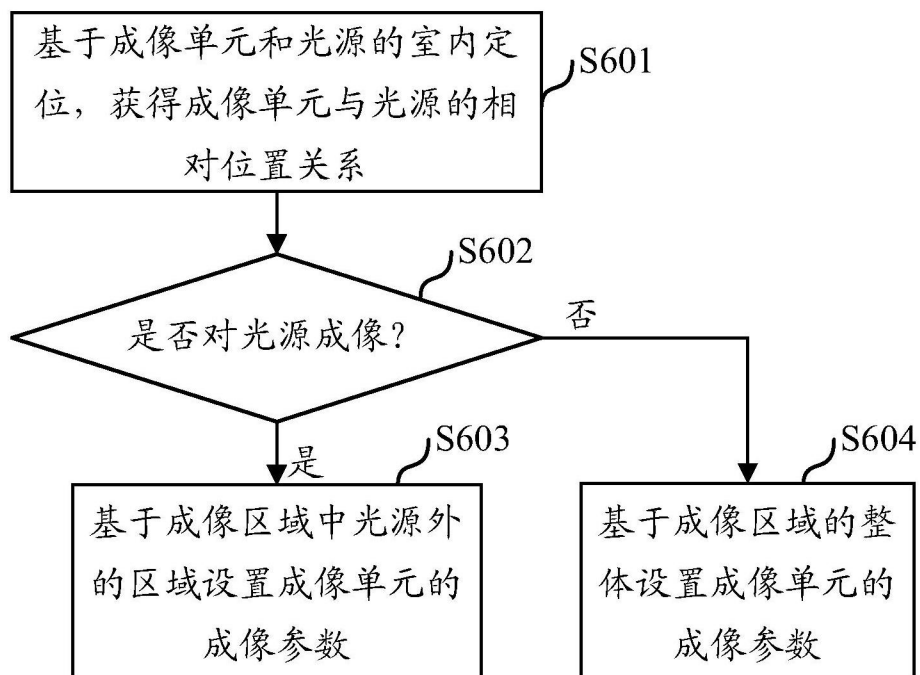 基于成像单元和光源的室内定
位，获得成像单元与光源的相
对位置关系
S601
S602
是否对光源成像？
否
是
S603
基于成像区域中光源外
的区域设置成像单元的
成像参数
S604
基于成像区域的整
体设置成像单元的
成像参数